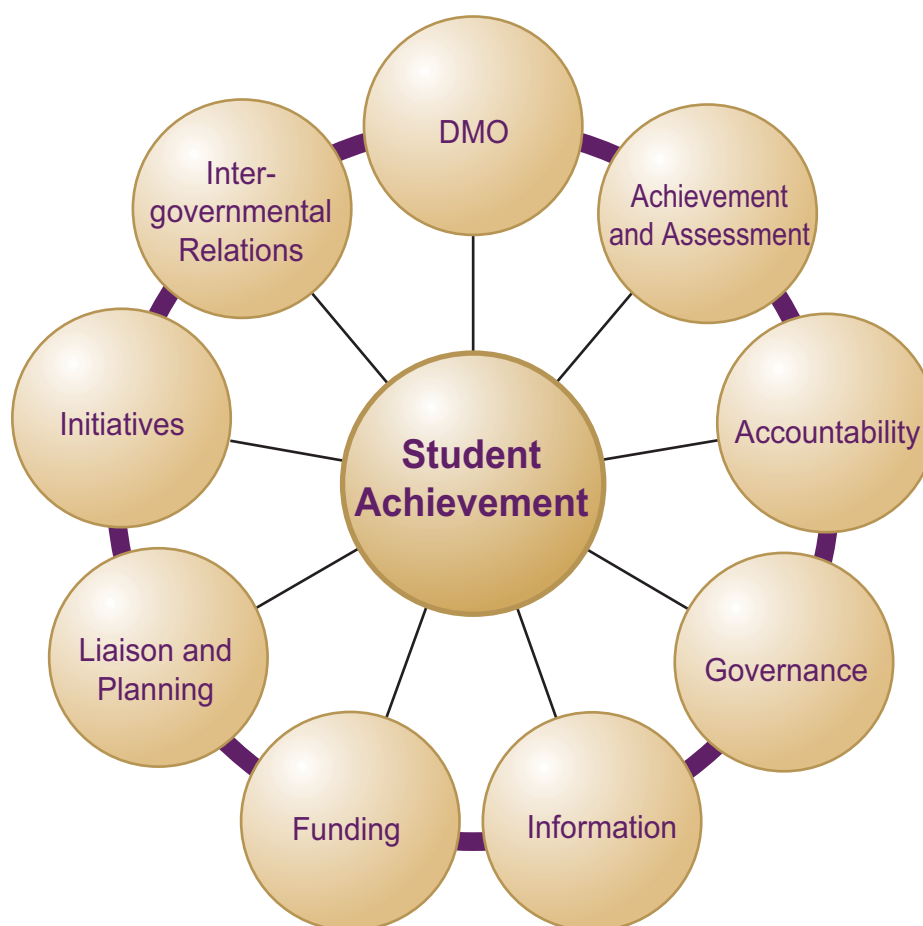 DMO
Achievement
and Assessment
Accountability
Governance
Information
Funding
Liaison and
Planning
Initiatives
Inter-
governmental
Relations
Student
Achievement